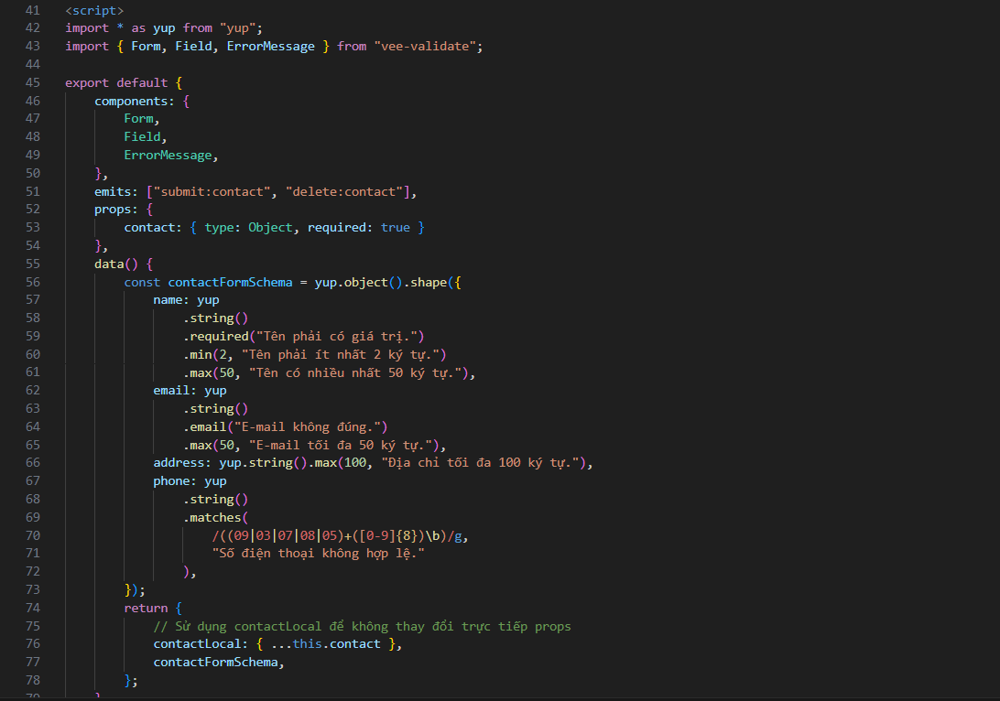 41 <script>
42 import * as yup from "yup";
43 import { Form, Field, ErrorMessage } from "vee-validate";
44
45 export default {
46     components: {
47         Form,
48         Field,
49         ErrorMessage,
50     },
51     emits: ["submit:contact", "delete:contact"],
52     props: {
53         contact: { type: Object, required: true }
54     },
55     data() {
56         const contactFormSchema = yup.object().shape({
57             name: yup
58                 .string()
59                 .required("Tên phải có giá trị.")
60                 .min(2, "Tên phải ít nhất 2 ký tự.")
61                 .max(50, "Tên có nhiều nhất 50 ký tự."),
62             email: yup
63                 .string()
64                 .email("E-mail không đúng.")
65                 .max(50, "E-mail tối đa 50 ký tự."),
66             address: yup.string().max(100, "Địa chỉ tối đa 100 ký tự."),
67             phone: yup
68                 .string()
69                 .matches(
70                     /((09|03|07|08|05)+([0-9]{8})\b)/g,
71                     "Số điện thoại không hợp lệ."
72                 ),
73         });
74         return {
75             // Sử dụng contactLocal để không thay đổi trực tiếp props
76             contactLocal: { ...this.contact },
77             contactFormSchema,
78         };